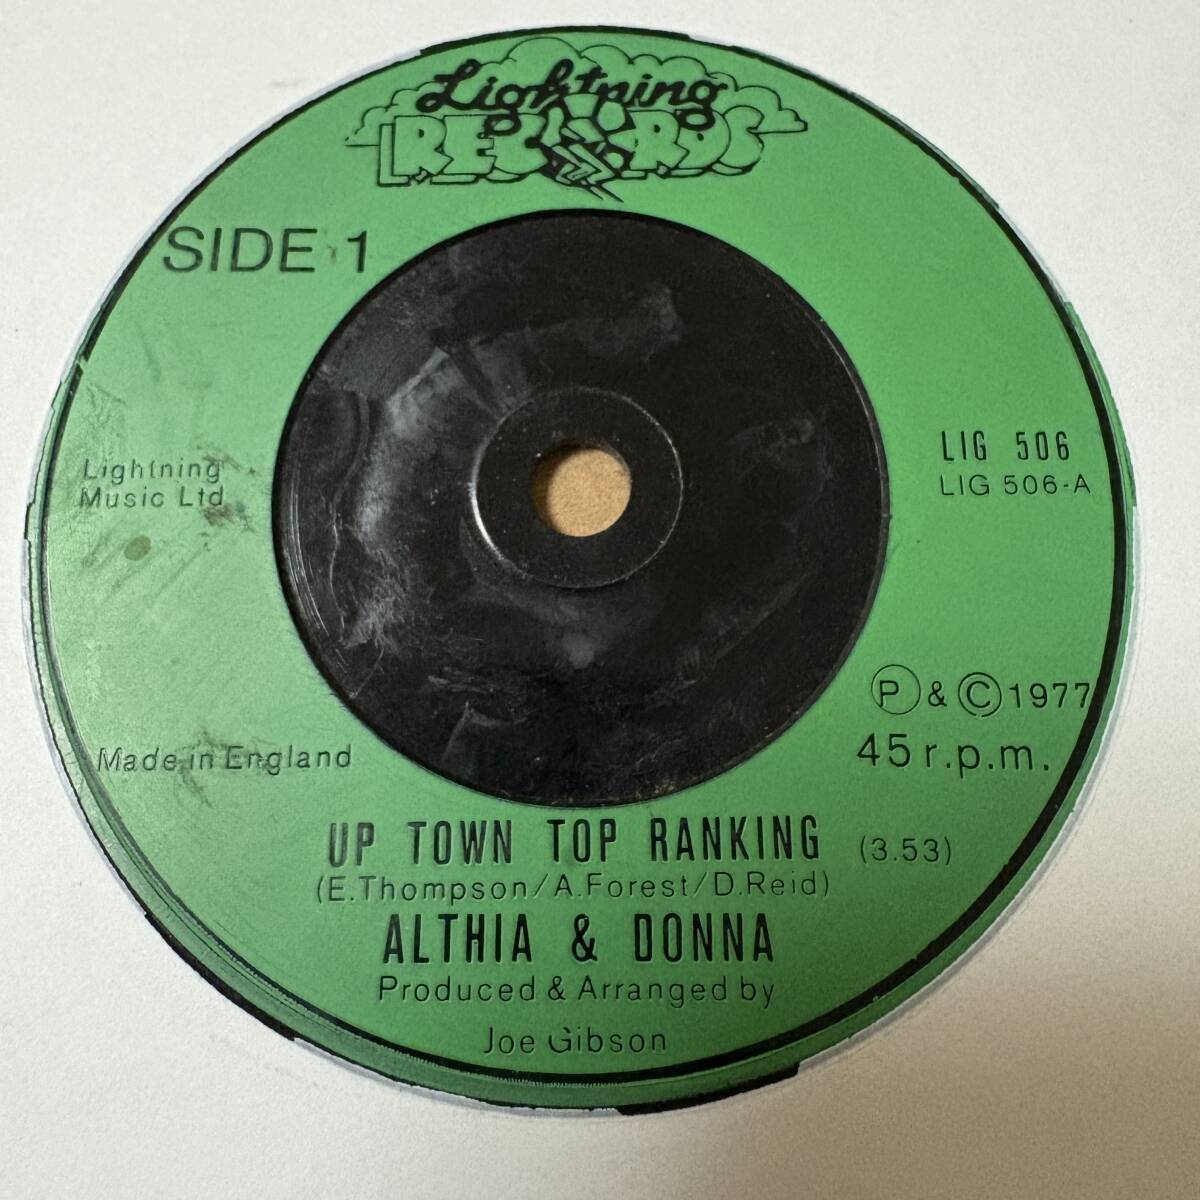 Lightning
RECORDS
SIDE 1
Lightning
Music Ltd
LIG 506
LIG 506-A
Ⓟ & © 1977
Made in England
45 r.p.m.
UP TOWN TOP RANKING (3.53)
(E.Thompson/A.Forest/D.Reid)
ALTHIA & DONNA
Produced & Arranged by
Joe Gibson